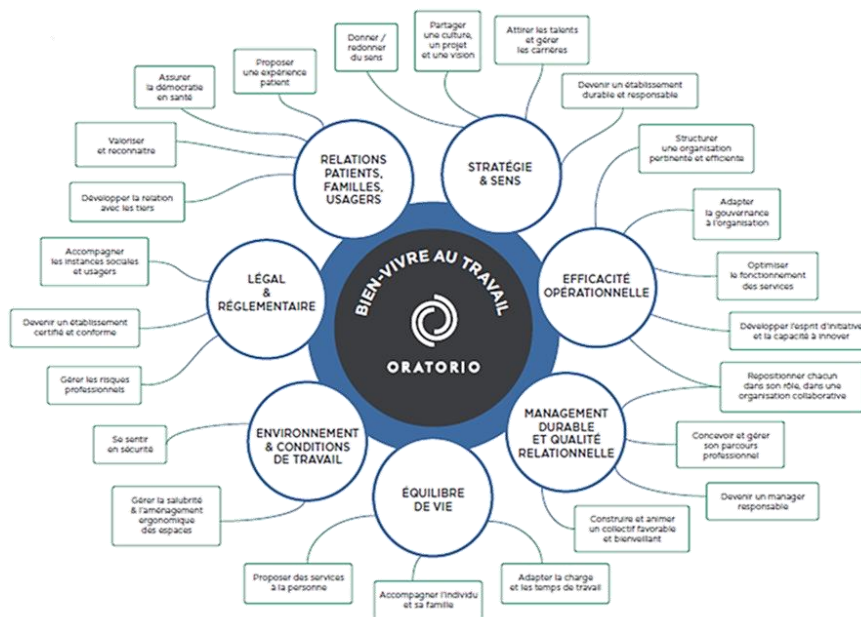 Partager
une culture,
un projet
et une vision
Attirer les talents
et gérer
les carrières
Donner /
redonner
du sens
Proposer
une expérience
patient
Assurer
la démocratie
en santé
Devenir un établissement
durable et responsable
Valoriser
et reconnaitre
Structurer
une organisation
pertinente et efficiente
RELATIONS
PATIENTS,
FAMILLES,
USAGERS
STRATÉGIE
& SENS
Développer la relation
avec les tiers
Adapter
la gouvernance
à l'organisation
Accompagner
les instances sociales
et usagers
LÉGAL
&
RÉGLEMENTAIRE
BIEN-VIVRE AU TRAVAIL
ORATORIO
EFFICACITÉ
OPÉRATIONNELLE
Optimiser
le fonctionnement
des services
Devenir un établissement
certifié et conforme
Développer l'esprit d'initiative
et la capacité à innover
Gérer les risques
professionnels
Repositionner chacun
dans son rôle, dans une
organisation collaborative
MANAGEMENT
DURABLE
ET QUALITÉ
RELATIONNELLE
Se sentir
en sécurité
ENVIRONNEMENT
& CONDITIONS
DE TRAVAIL
Concevoir et gérer
son parcours
professionnel
Gérer la salubrité
& l'aménagement
ergonomique
des espaces
ÉQUILIBRE
DE VIE
Devenir un manager
responsable
Construire et animer
un collectif favorable
et bienveillant
Proposer des services
à la personne
Accompagner l'individu
et sa famille
Adapter la charge
et les temps de travail